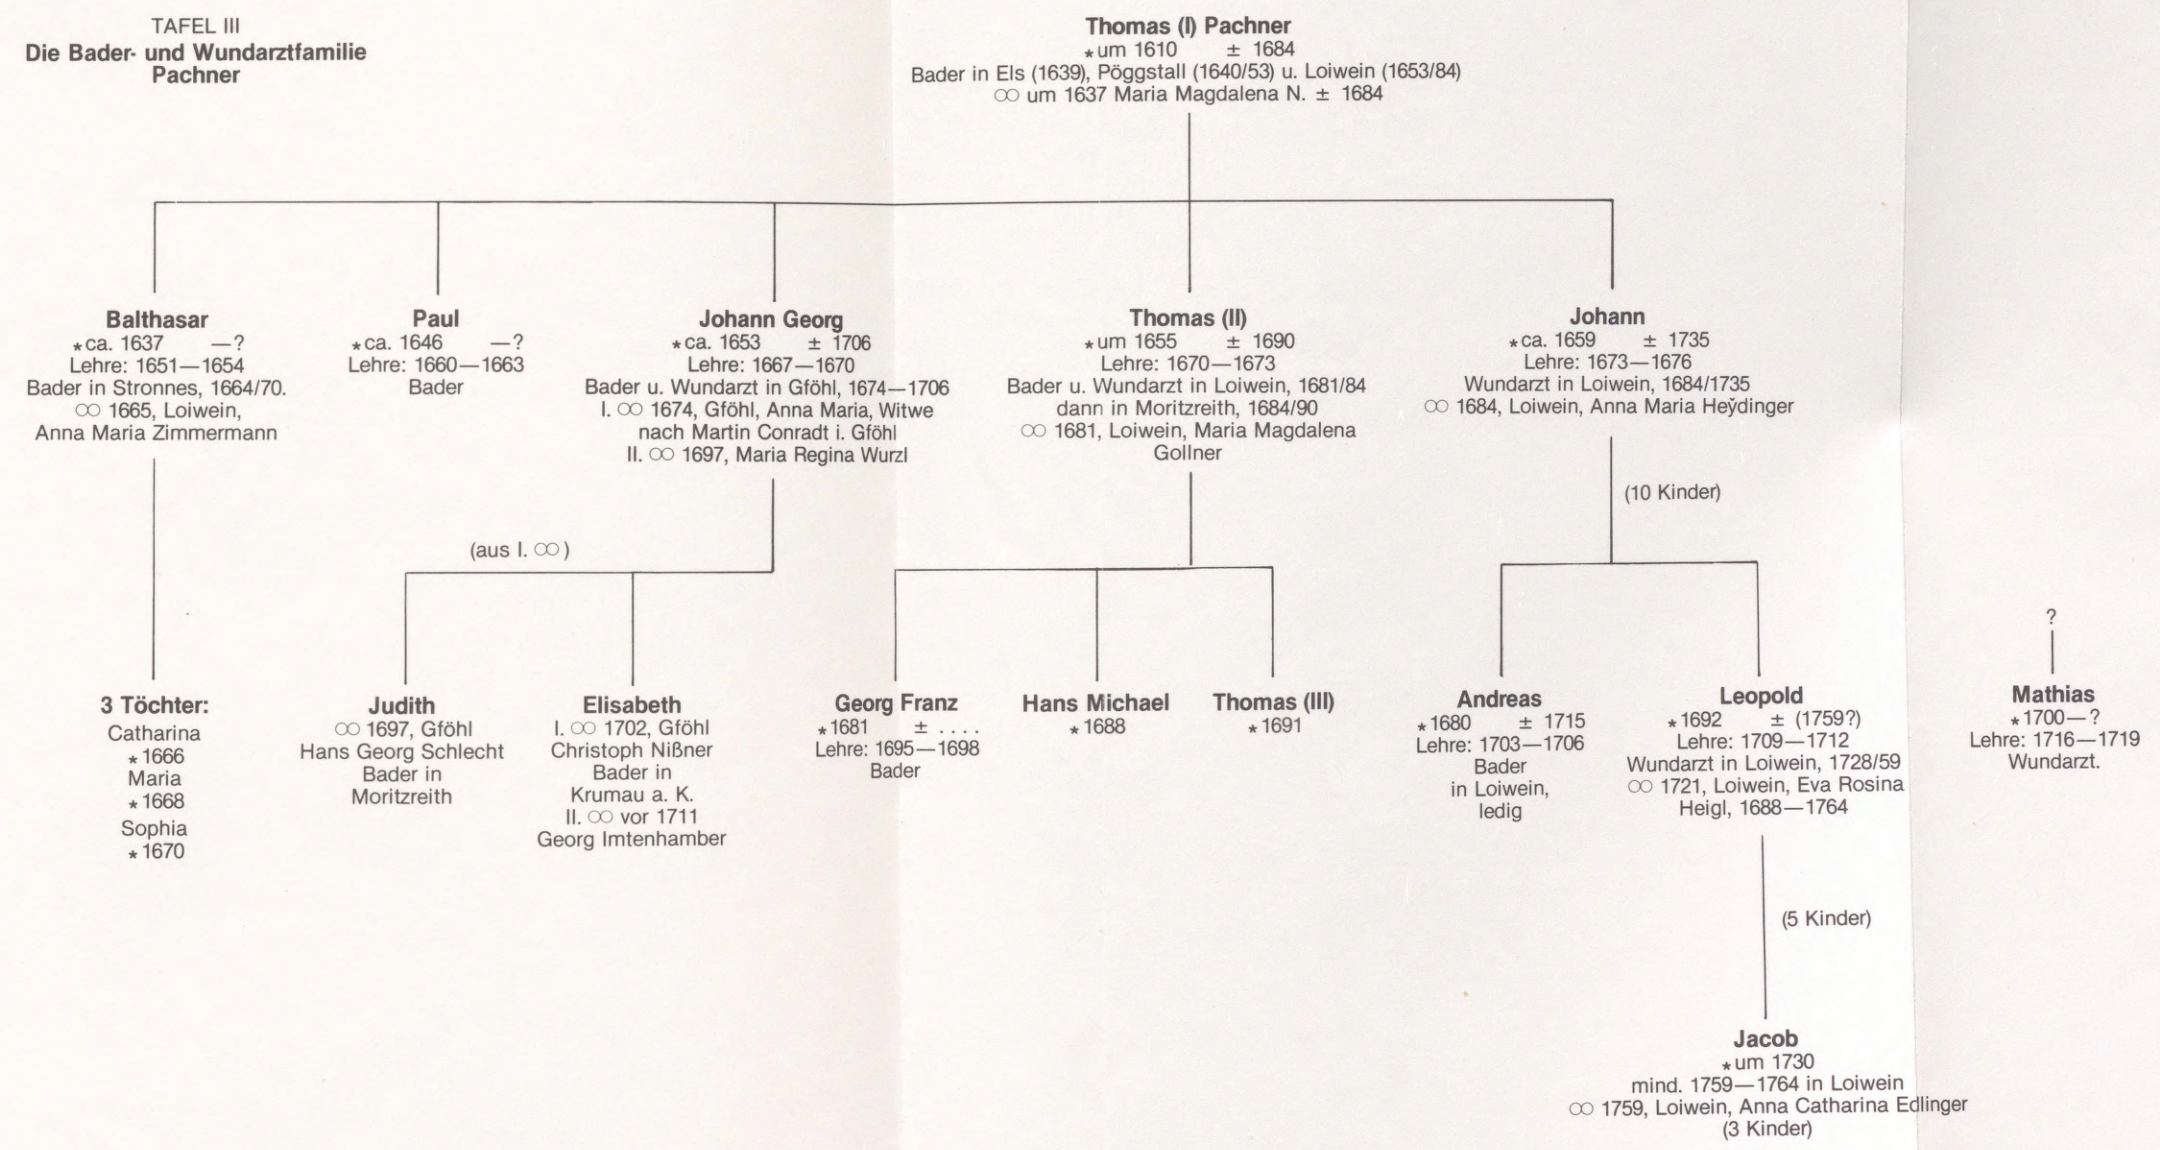 TAFEL III
Die Bader- und Wundarztfamilie
Pachner
Thomas (I) Pachner
* um 1610 ± 1684
Bader in Els (1639), Pöggstall (1640/53) u. Loiwein (1653/84)
∞ um 1637 Maria Magdalena N. ± 1684
Balthasar
* ca. 1637 —?
Lehre: 1651—1654
Bader in Stronnes, 1664/70.
∞ 1665, Loiwein,
Anna Maria Zimmermann
Paul
* ca. 1646 —?
Lehre: 1660—1663
Bader
Johann Georg
* ca. 1653 ± 1706
Lehre: 1667—1670
Bader u. Wundarzt in Gföhl, 1674—1706
I. ∞ 1674, Gföhl, Anna Maria, Witwe
nach Martin Conradt i. Gföhl
II. ∞ 1697, Maria Regina Wurzl
Thomas (II)
* um 1655 ± 1690
Lehre: 1670—1673
Bader u. Wundarzt in Loiwein, 1681/84
dann in Moritzreith, 1684/90
∞ 1681, Loiwein, Maria Magdalena
Gollner
Johann
* ca. 1659 ± 1735
Lehre: 1673—1676
Wundarzt in Loiwein, 1684/1735
∞ 1684, Loiwein, Anna Maria Heÿdinger
(10 Kinder)
(aus I. ∞)
?
3 Töchter:
Catharina
* 1666
Maria
* 1668
Sophia
* 1670
Judith
∞ 1697, Gföhl
Hans Georg Schlecht
Bader in
Moritzreith
Elisabeth
I. ∞ 1702, Gföhl
Christoph Nißner
Bader in
Krumau a. K.
II. ∞ vor 1711
Georg Imtenhamber
Georg Franz
* 1681 ± ....
Lehre: 1695—1698
Bader
Hans Michael
* 1688
Thomas (III)
* 1691
Andreas
* 1680 ± 1715
Lehre: 1703—1706
Bader
in Loiwein,
ledig
Leopold
* 1692 ± (1759?)
Lehre: 1709—1712
Wundarzt in Loiwein, 1728/59
∞ 1721, Loiwein, Eva Rosina
Heigl, 1688—1764
Mathias
* 1700—?
Lehre: 1716—1719
Wundarzt.
(5 Kinder)
Jacob
* um 1730
mind. 1759—1764 in Loiwein
∞ 1759, Loiwein, Anna Catharina Edlinger
(3 Kinder)